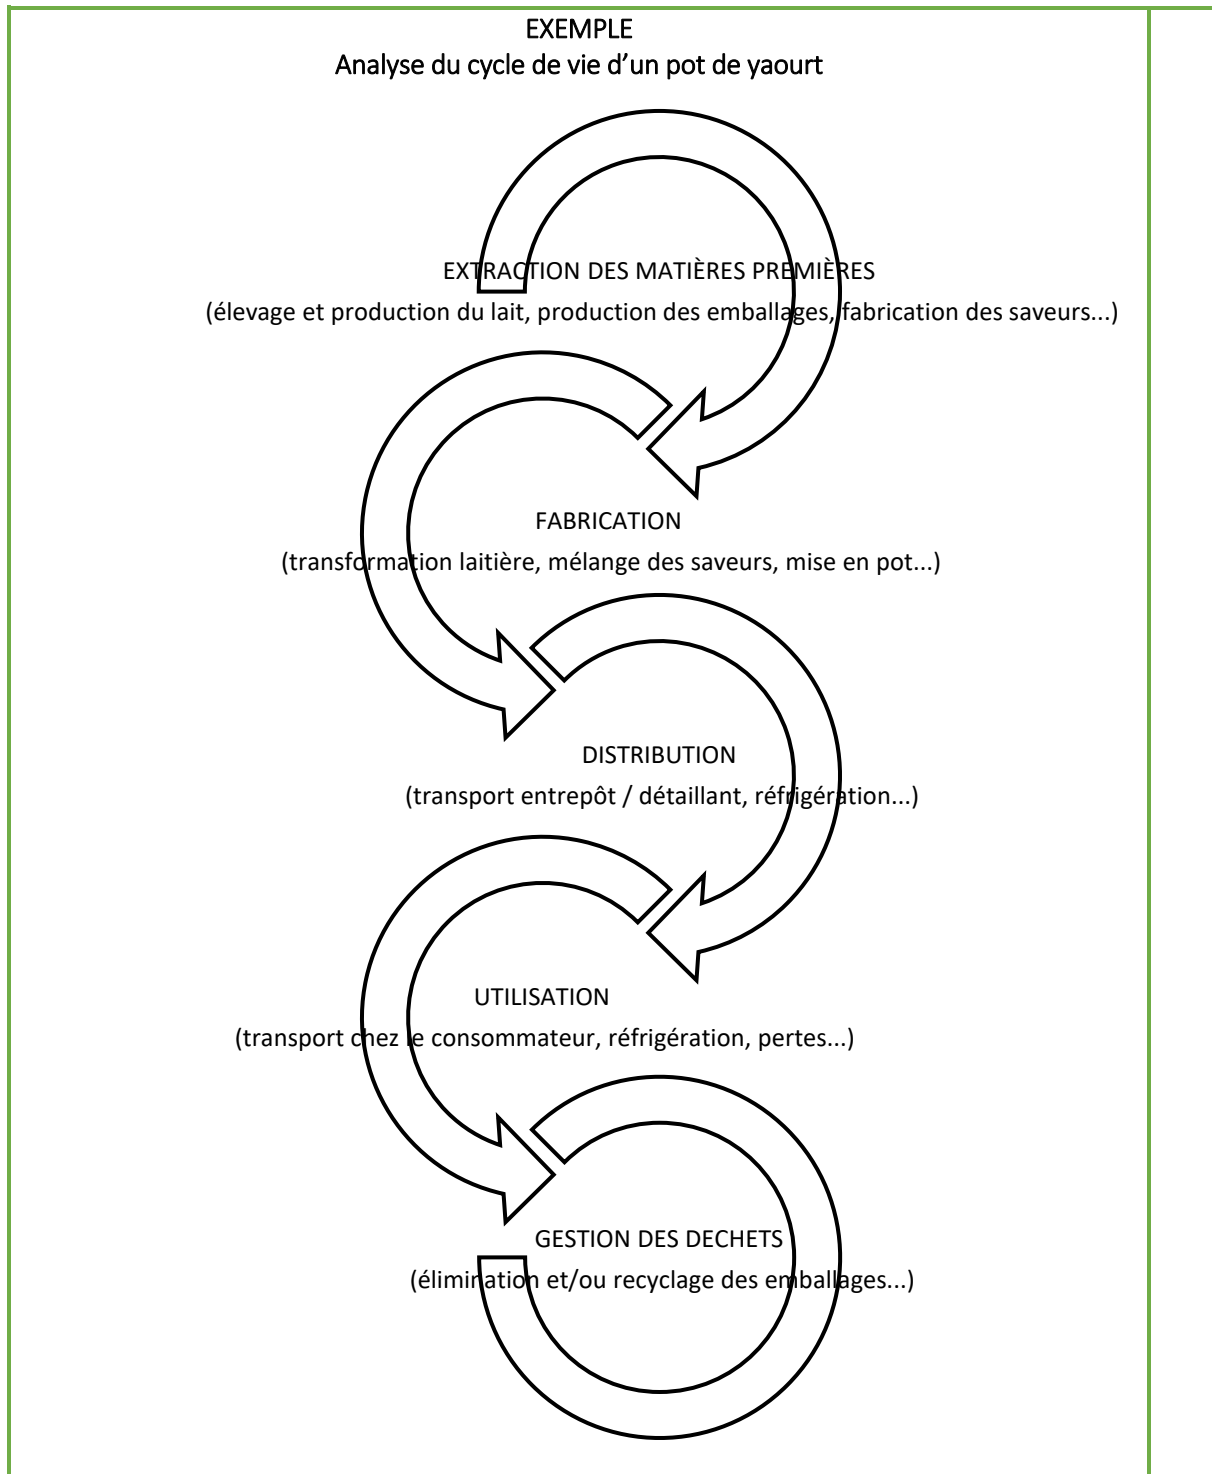 EXEMPLE
Analyse du cycle de vie d’un pot de yaourt
EXTRACTION DES MATIÈRES PREMIÈRES
(élevage et production du lait, production des emballages, fabrication des saveurs...)
FABRICATION
(transformation laitière, mélange des saveurs, mise en pot...)
DISTRIBUTION
(transport entrepôt / détaillant, réfrigération...)
UTILISATION
(transport chez le consommateur, réfrigération, pertes...)
GESTION DES DECHETS
(élimination et/ou recyclage des emballages...)